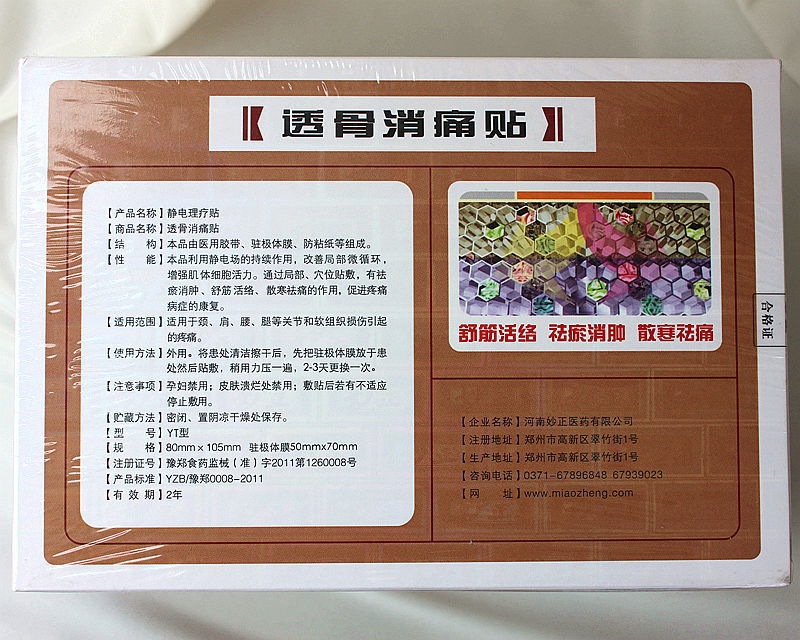 透骨消痛贴
【产品名称】静电理疗贴
【商品名称】透骨消痛贴
【结 构】本品由医用胶带、驻极体膜、防粘纸等组成。
【性 能】本品利用静电场的持续作用，改善局部微循环，
增强肌体细胞活力。通过局部、穴位贴敷，有祛
瘀消肿、舒筋活络、散寒祛痛的作用，促进疼痛
病症的康复。
【适用范围】适用于颈、肩、腰、腿等关节和软组织损伤引起
的疼痛。
【使用方法】外用。将患处清洁擦干后，先把驻极体膜放于患
处然后贴敷，稍用力压一遍，2-3天更换一次。
【注意事项】孕妇禁用；皮肤溃烂处禁用；敷贴后若有不适应
停止敷用。
【贮藏方法】密闭、置阴凉干燥处保存。
【型 号】YT型
【规 格】80mm×105mm 驻极体膜50mmx70mm
【注册证号】豫郑食药监械（准）字2011第1260008号
【产品标准】YZB/豫郑0008-2011
【有 效 期】2年
舒筋活络 祛瘀消肿 散寒祛痛
合格证
【企业名称】河南妙正医药有限公司
【注册地址】郑州市高新区翠竹街1号
【生产地址】郑州市高新区翠竹街1号
【咨询电话】0371-67896848 67939023
【网 址】www.miaozheng.com